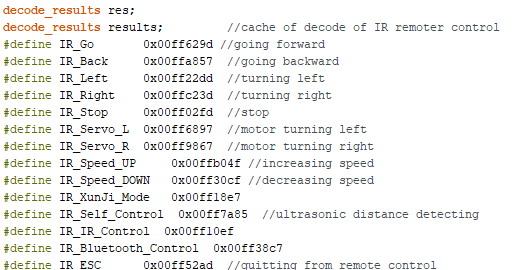 decode_results res;
decode_results results;         //cache of decode of IR remoter control
#define IR_Go       0x00ff629d //going forward
#define IR_Back     0x00ffa857  //going backward
#define IR_Left     0x00ff22dd  //turning left
#define IR_Right    0x00ffc23d  //turning right
#define IR_Stop     0x00ff02fd  //stop
#define IR_Servo_L  0x00ff6897  //motor turning left
#define IR_Servo_R  0x00ff9867  //motor turning right
#define IR_Speed_UP     0x00ffb04f //increasing speed
#define IR_Speed_DOWN   0x00ff30cf //decreasing speed
#define IR_XunJi_Mode   0x00ff18e7
#define IR_Self_Control  0x00ff7a85  //ultrasonic distance detecting
#define IR_IR_Control   0x00ff10ef
#define IR_Bluetooth_Control  0x00ff38c7
#define IR_ESC      0x00ff52ad  //quitting from remote control